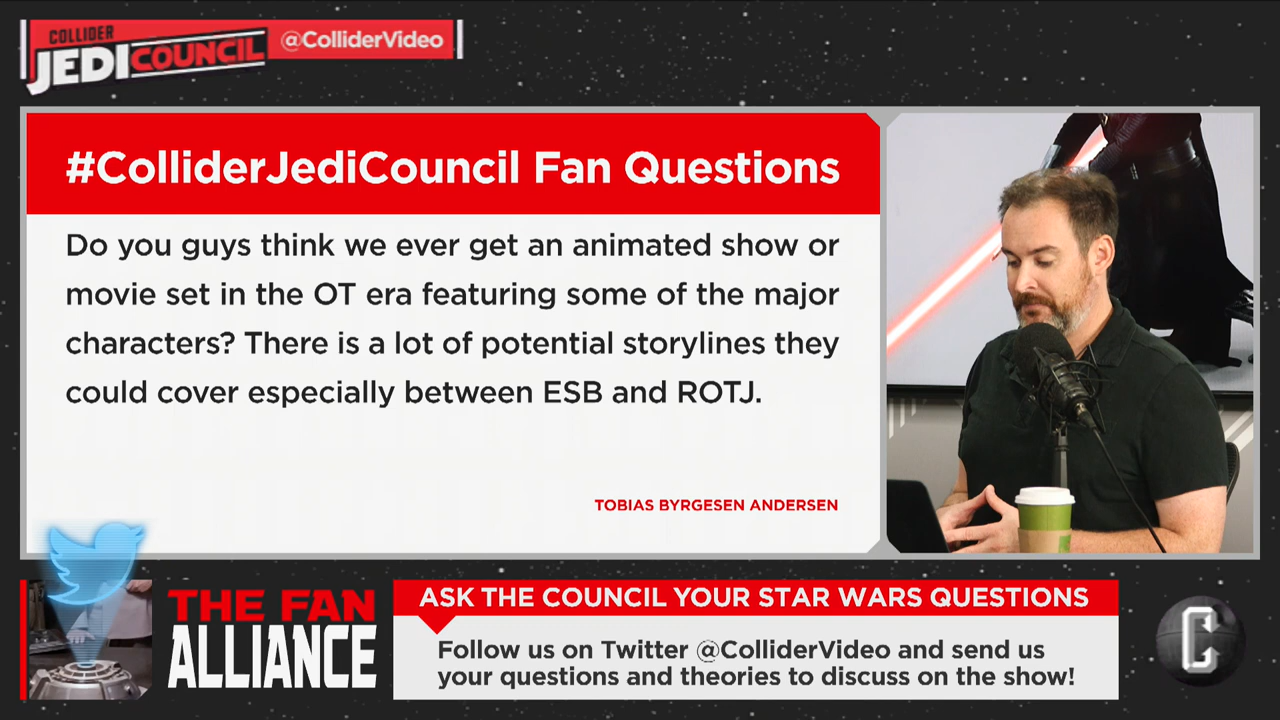 COLLIDER
JEDI COUNCIL
@ColliderVideo
#ColliderJediCouncil Fan Questions
Do you guys think we ever get an animated show or
movie set in the OT era featuring some of the major
characters? There is a lot of potential storylines they
could cover especially between ESB and ROTJ.
TOBIAS BYRGESEN ANDERSEN
THE FAN
ALLIANCE
ASK THE COUNCIL YOUR STAR WARS QUESTIONS
Follow us on Twitter @ColliderVideo and send us
your questions and theories to discuss on the show!
C